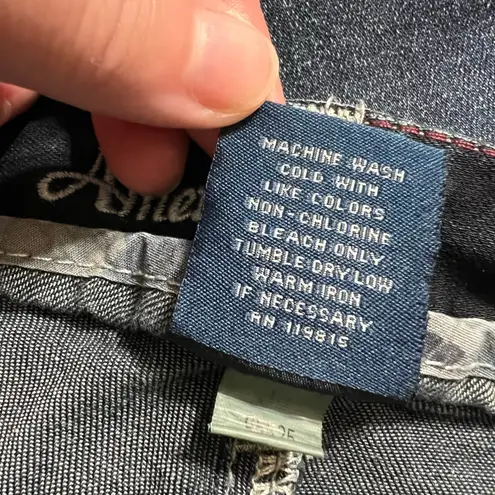 MACHINE WASH
COLD WITH
LIKE COLORS
NON-CHLORINE
BLEACH ONLY
TUMBLE DRY LOW
WARM IRON
IF NECESSARY
RN 119815